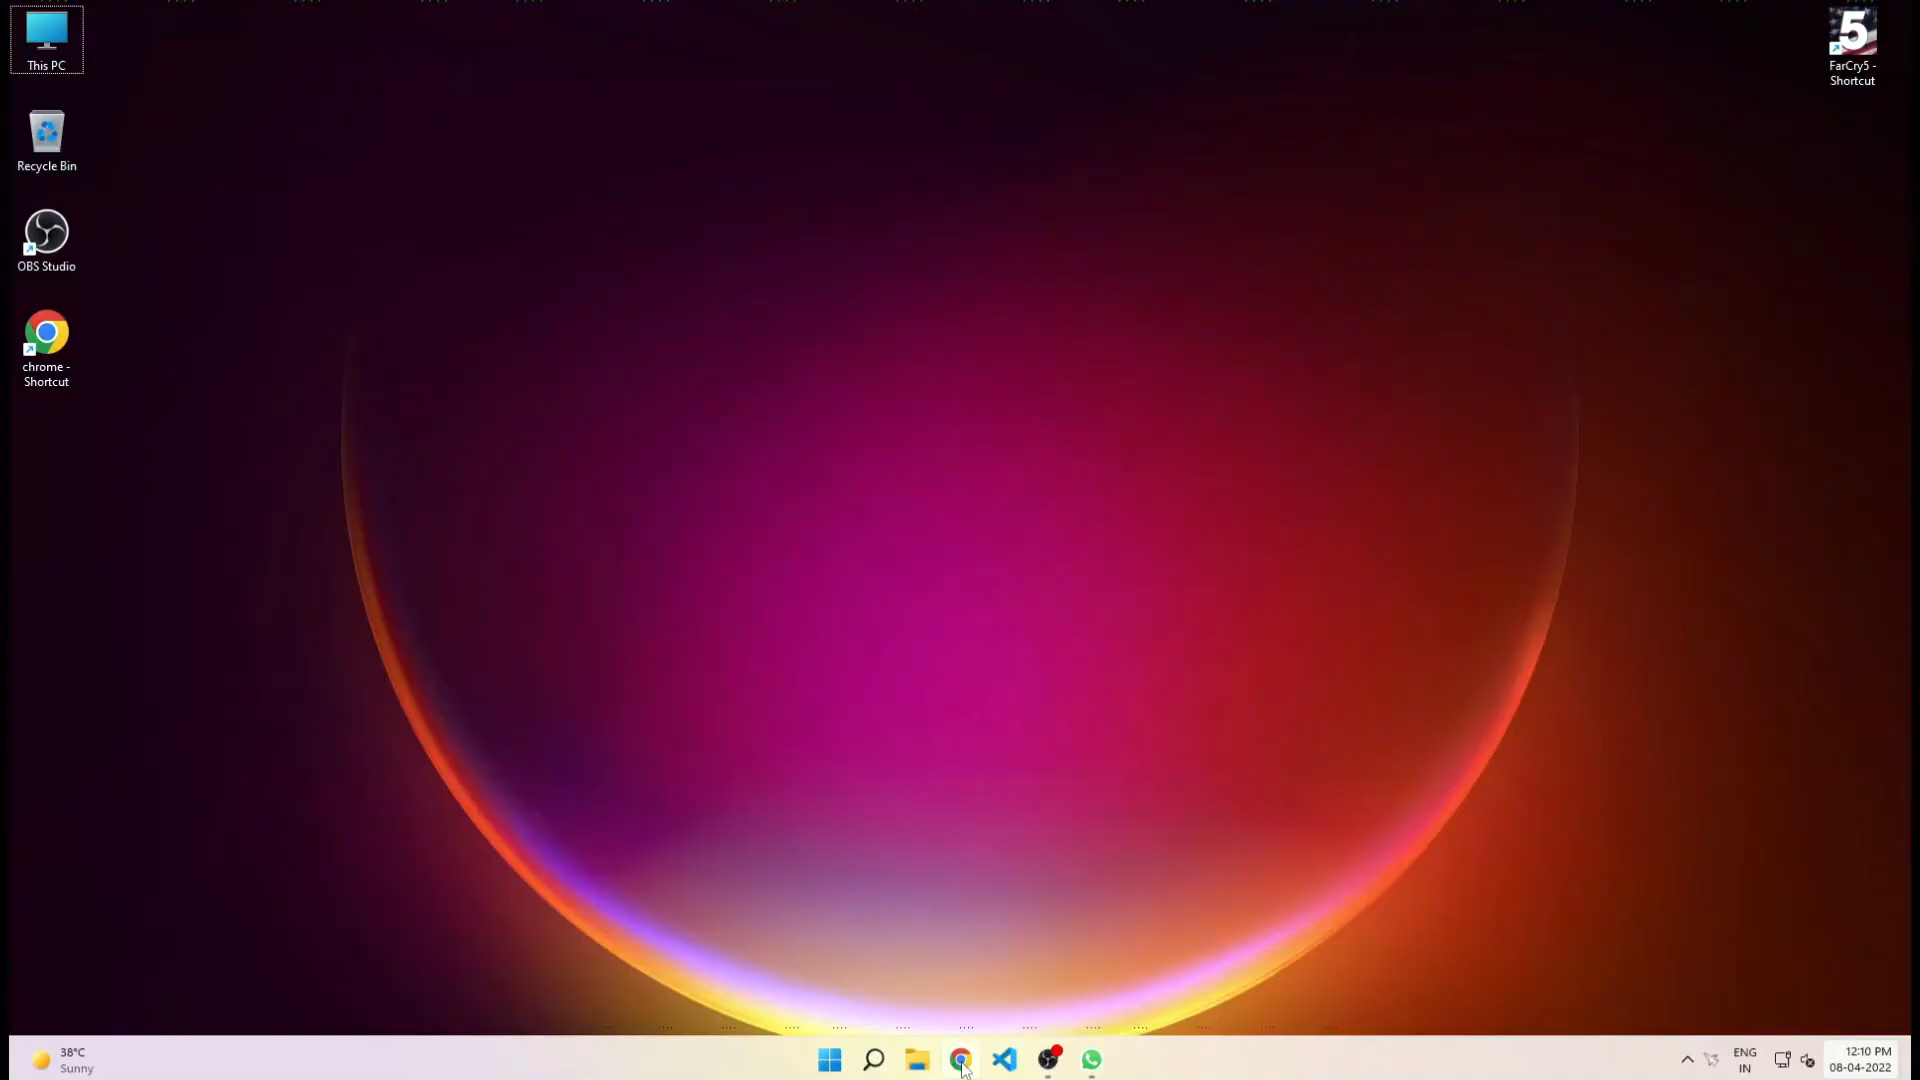 This PC
Recycle Bin
OBS Studio
chrome -
Shortcut
5
FarCry5 -
Shortcut
38°C
Sunny
ENG
IN
12:10 PM
08-04-2022